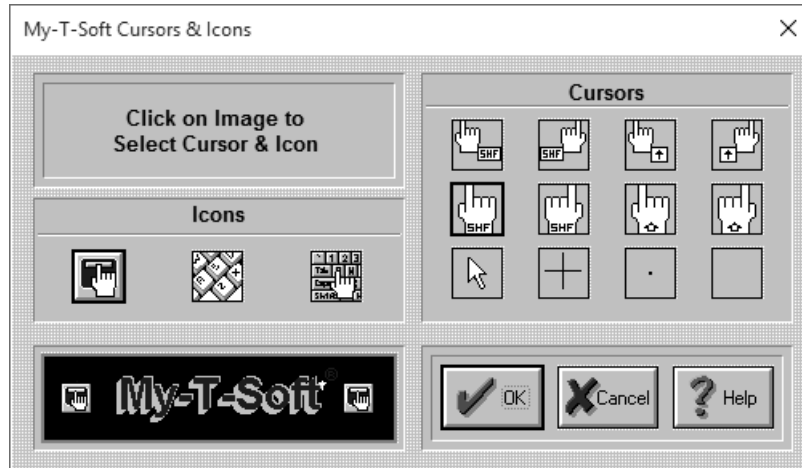 My-T-Soft Cursors & Icons
Click on Image to
Select Cursor & Icon
Icons
Cursors
SHF
SHF
SHF
SHF
My-T-Soft®
OK
Cancel
Help